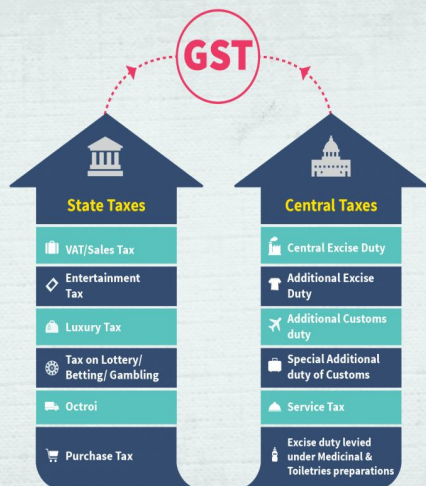 GST
State Taxes
VAT/Sales Tax
Entertainment
Tax
Luxury Tax
Tax on Lottery/
Betting/ Gambling
Octroi
Purchase Tax
Central Taxes
Central Excise Duty
Additional Excise
Duty
Additional Customs
duty
Special Additional
duty of Customs
Service Tax
Excise duty levied
under Medicinal &
Toiletries preparations